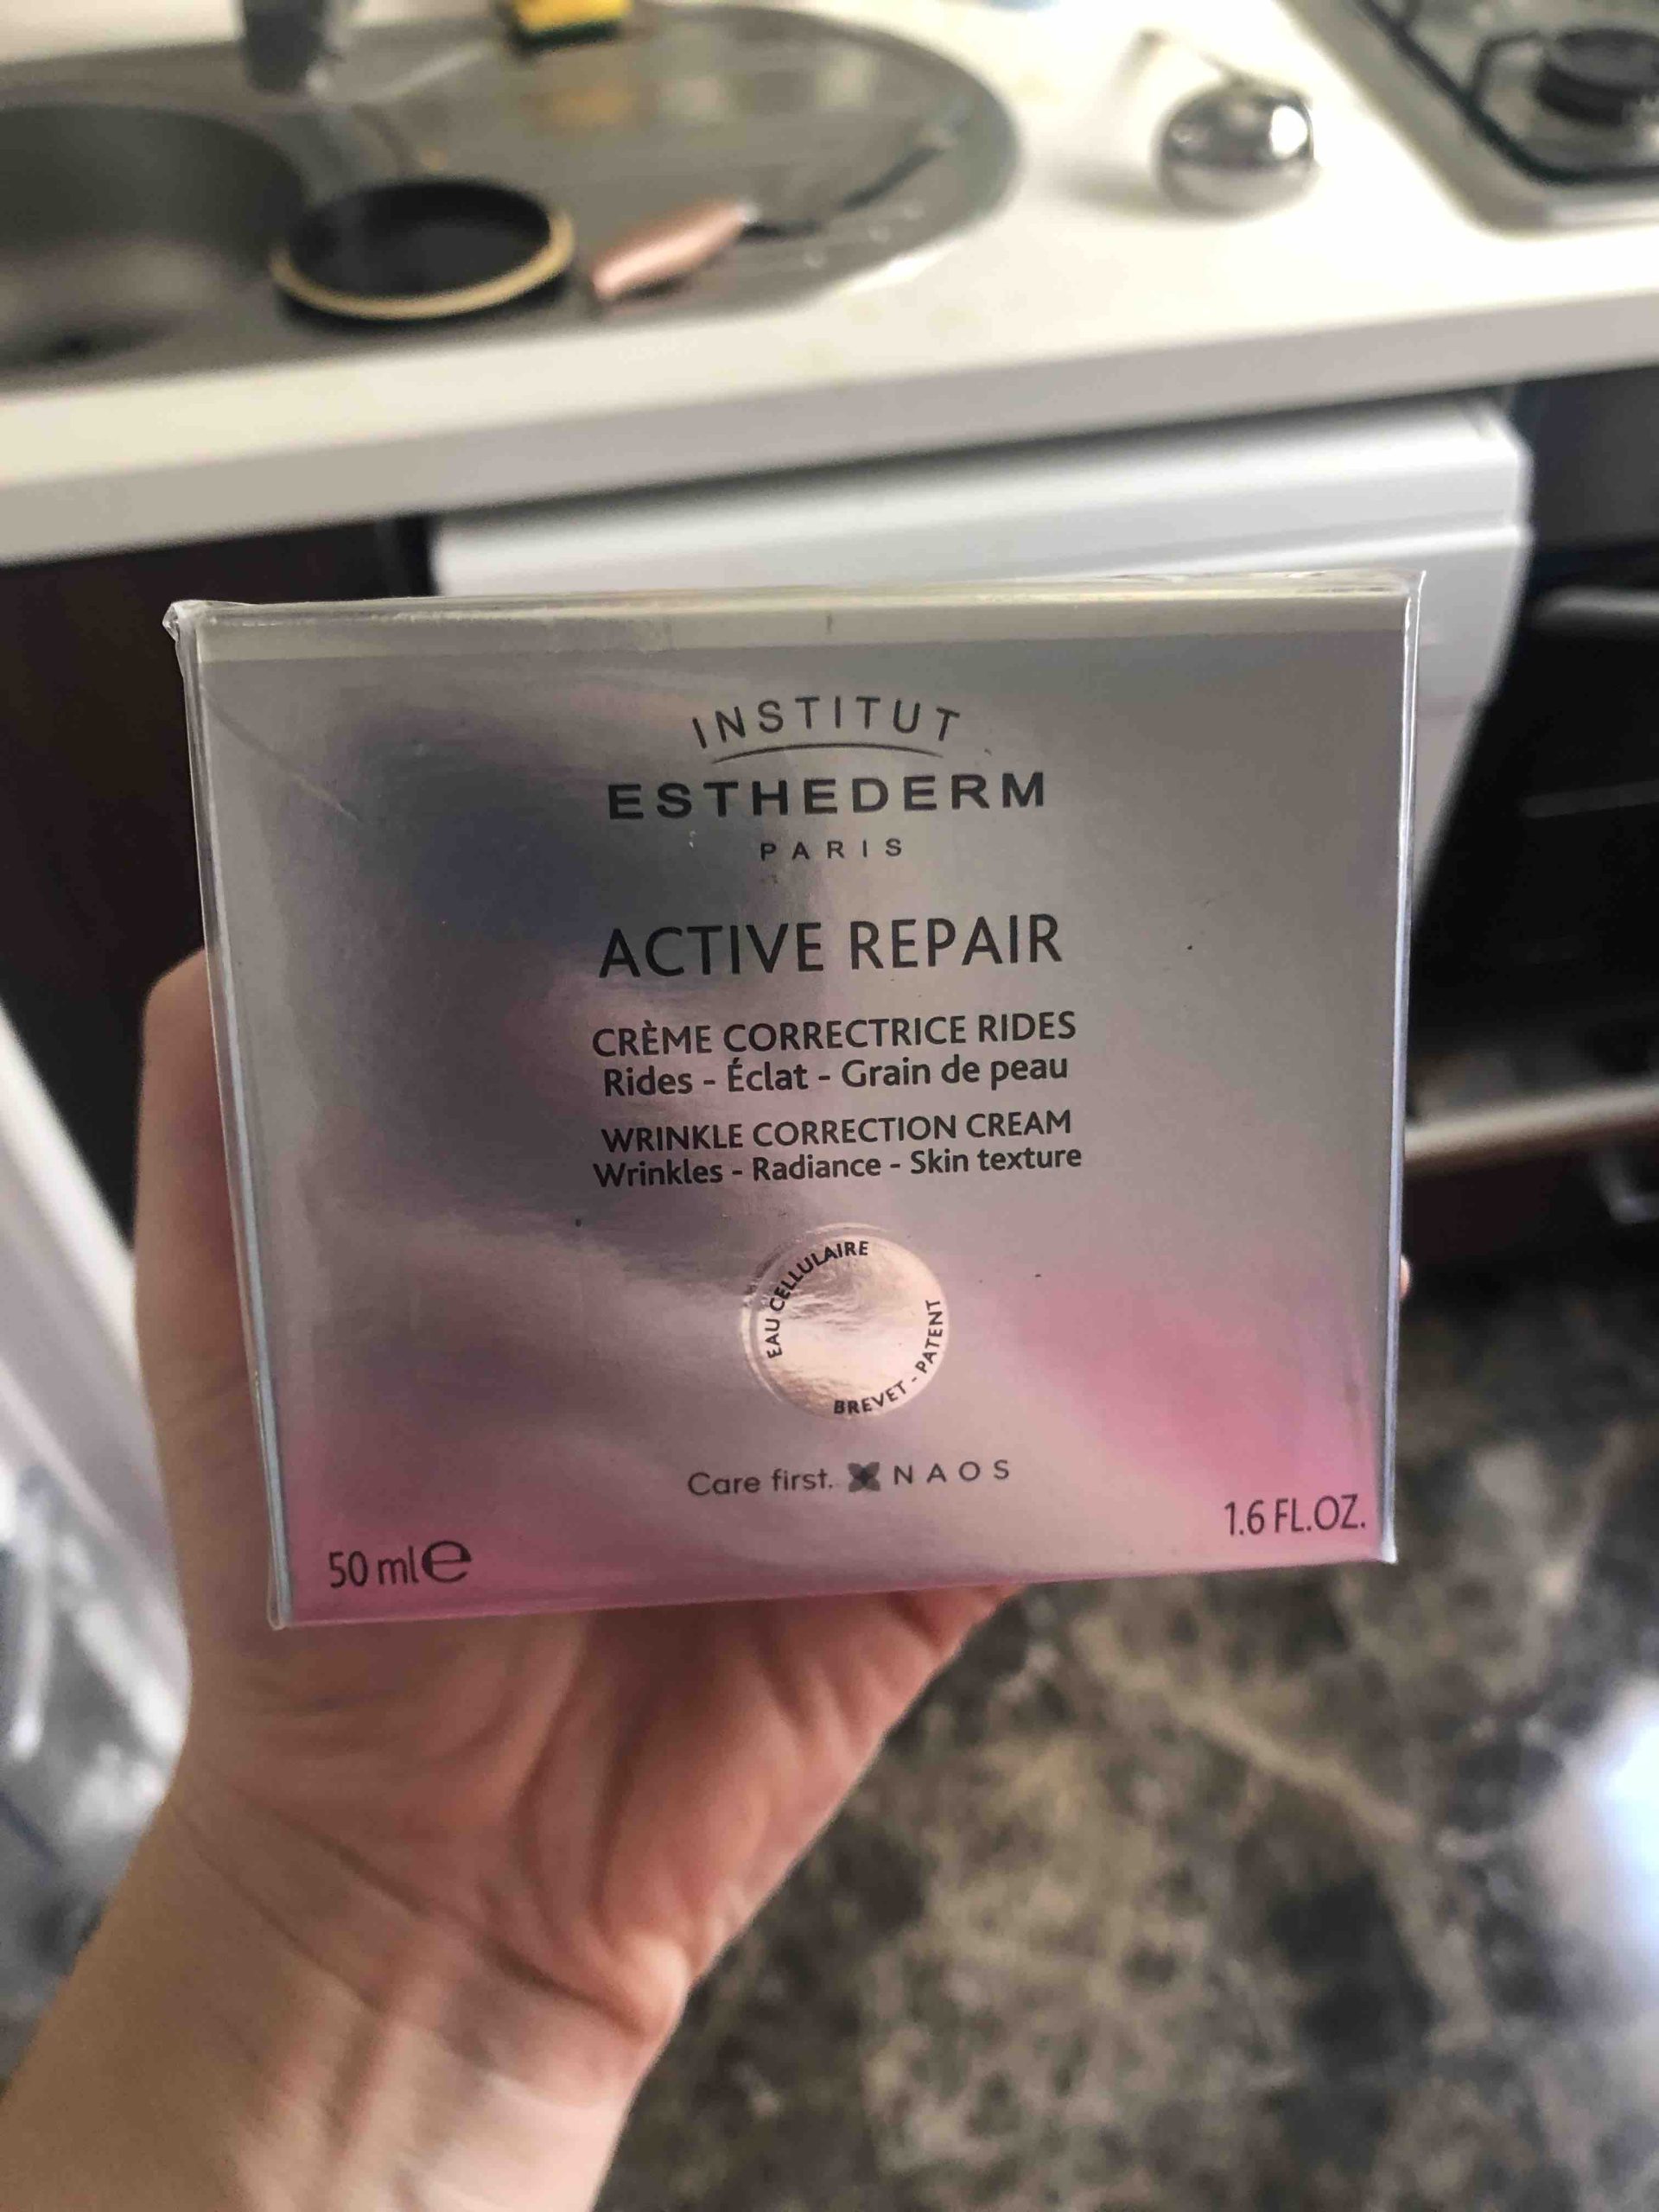 INSTITUT
ESTHEDERM
PARIS
ACTIVE REPAIR
CRÈME CORRECTRICE RIDES
Rides - Éclat - Grain de peau
WRINKLE CORRECTION CREAM
Wrinkles - Radiance - Skin texture
EAU CELLULAIRE
BREVET - PATENT
Care first. NAOS
50 ml e
1.6 FL.OZ.